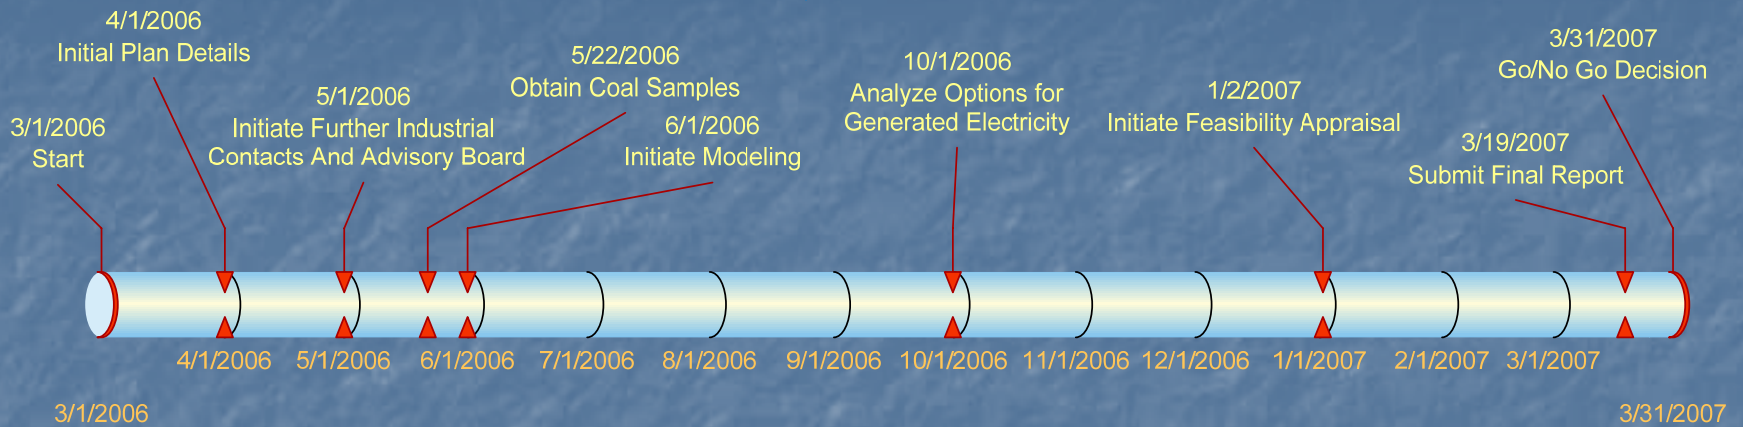 3/1/2006
Start
4/1/2006
Initial Plan Details
5/1/2006
Initiate Further Industrial
Contacts And Advisory Board
5/22/2006
Obtain Coal Samples
6/1/2006
Initiate Modeling
10/1/2006
Analyze Options for
Generated Electricity
1/2/2007
Initiate Feasibility Appraisal
3/19/2007
Submit Final Report
3/31/2007
Go/No Go Decision
4/1/2006 5/1/2006 6/1/2006 7/1/2006 8/1/2006 9/1/2006 10/1/2006 11/1/2006 12/1/2006 1/1/2007 2/1/2007 3/1/2007
3/1/2006 3/31/2007